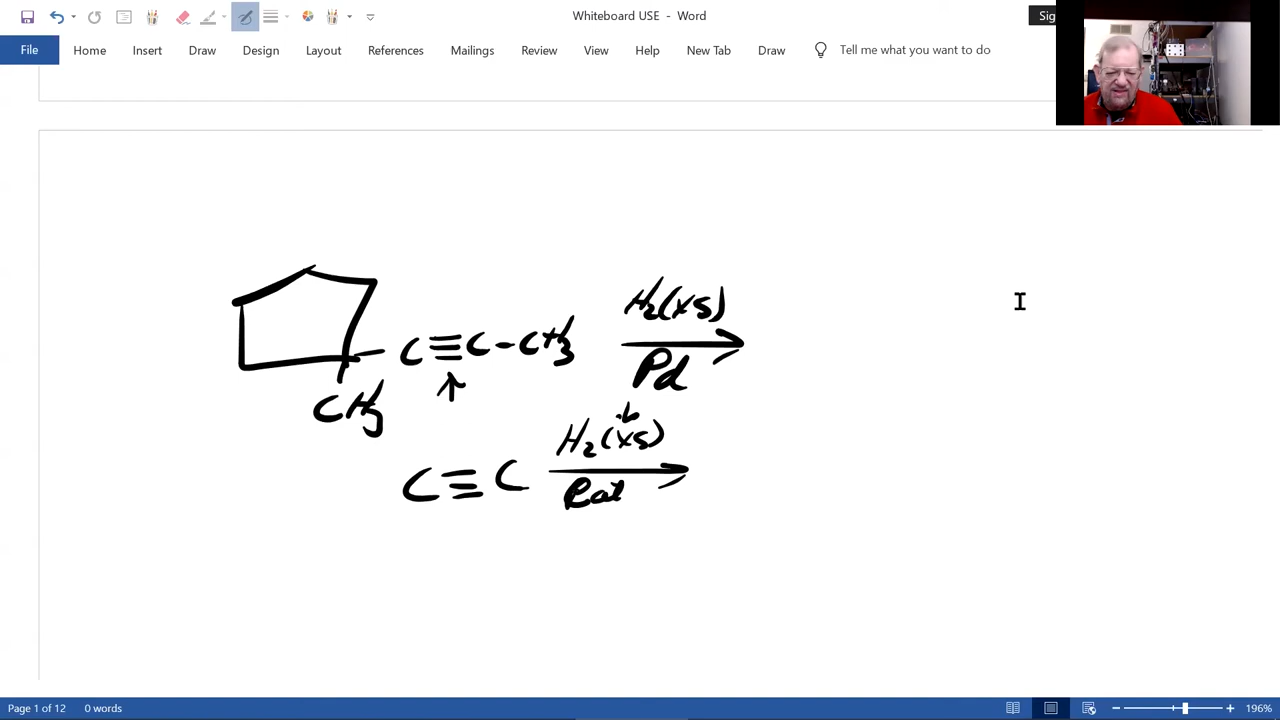 Whiteboard USE - Word
Sig
File Home Insert Draw Design Layout References Mailings Review View Help New Tab Draw Tell me what you want to do
H2(xs)
C≡C-CH3
Pd
CH3
H2(xs)
C≡C
Page 1 of 12 0 words 196%